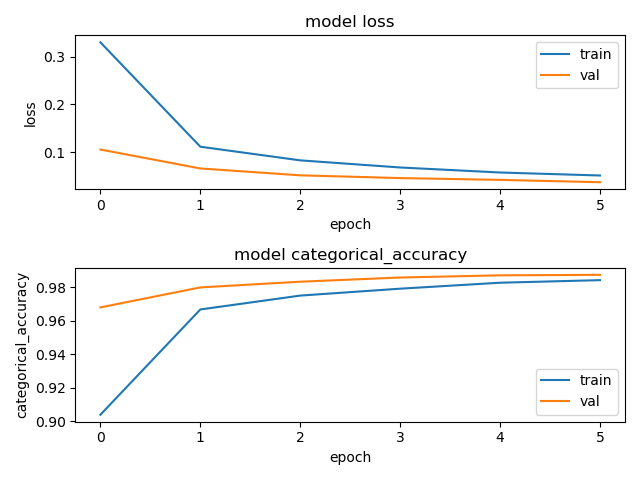 model loss
0.3
0.2
0.1
loss
train
val
0 1 2 3 4 5
epoch
model categorical_accuracy
0.98
0.96
0.94
0.92
0.90
categorical_accuracy
train
val
0 1 2 3 4 5
epoch